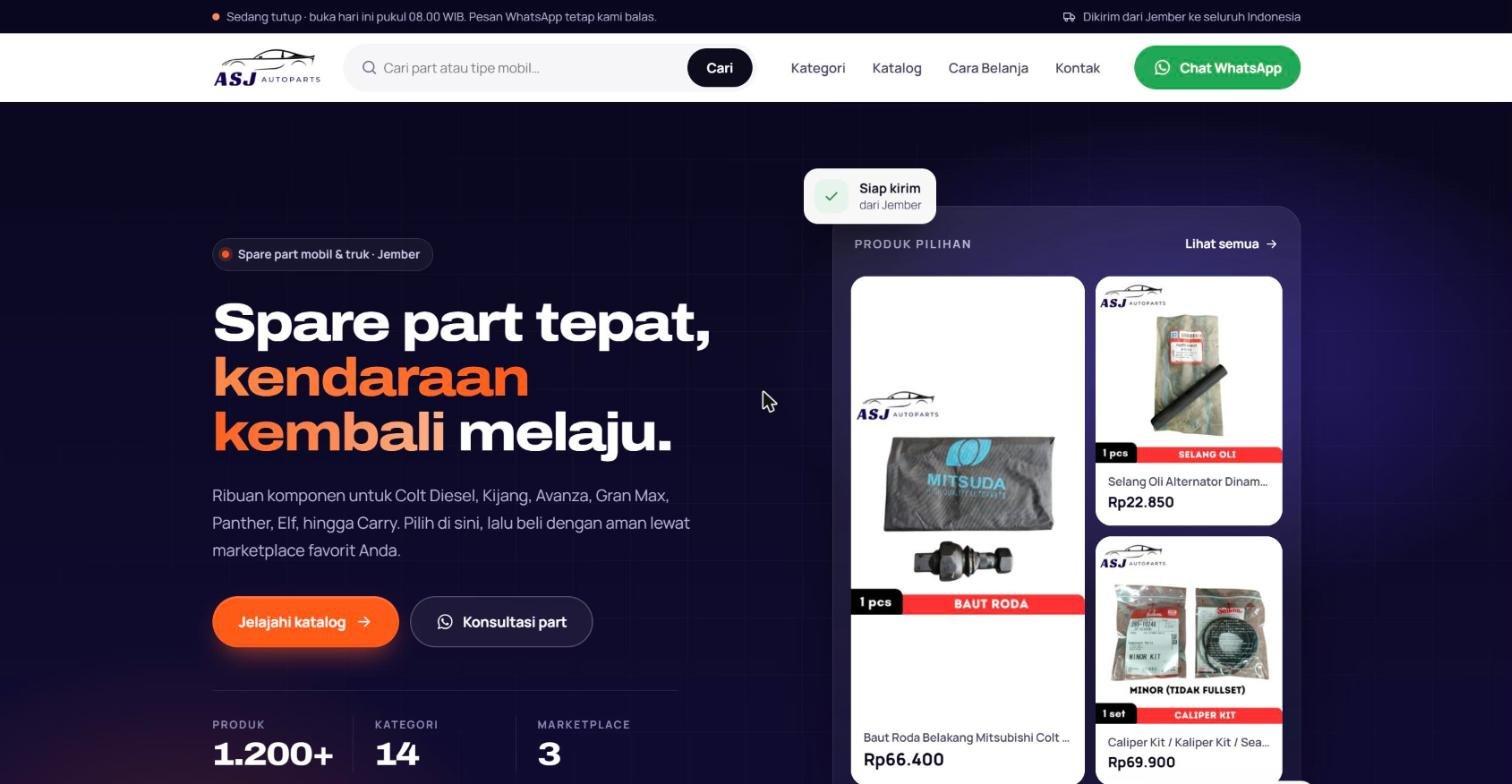 Sedang tutup · buka hari ini pukul 08.00 WIB. Pesan WhatsApp tetap kami balas.
Dikirim dari Jember ke seluruh Indonesia
ASJ AUTOPARTS
Cari part atau tipe mobil...
Cari
Kategori
Katalog
Cara Belanja
Kontak
Chat WhatsApp
Spare part mobil & truk · Jember
Spare part tepat,
kendaraan
kembali melaju.
Ribuan komponen untuk Colt Diesel, Kijang, Avanza, Gran Max,
Panther, Elf, hingga Carry. Pilih di sini, lalu beli dengan aman lewat
marketplace favorit Anda.
Jelajahi katalog
Konsultasi part
PRODUK
1.200+
KATEGORI
14
MARKETPLACE
3
Siap kirim
dari Jember
PRODUK PILIHAN
Lihat semua
ASJ AUTOPARTS
MITSUDA
1 pcs
BAUT RODA
Baut Roda Belakang Mitsubishi Colt ...
Rp66.400
ASJ AUTOPARTS
1 pcs
SELANG OLI
Selang Oli Alternator Dinam...
Rp22.850
ASJ AUTOPARTS
MINOR KIT
Seiken
MINOR (TIDAK FULLSET)
1 set
CALIPER KIT
Caliper Kit / Kaliper Kit / Sea...
Rp69.900